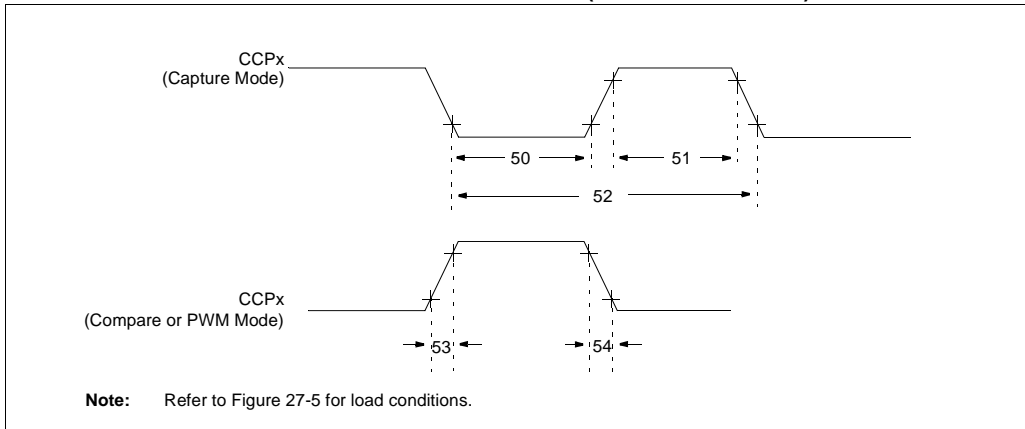 CCPx
(Capture Mode)
50
51
52
CCPx
(Compare or PWM Mode)
53
54
Note: Refer to Figure 27-5 for load conditions.